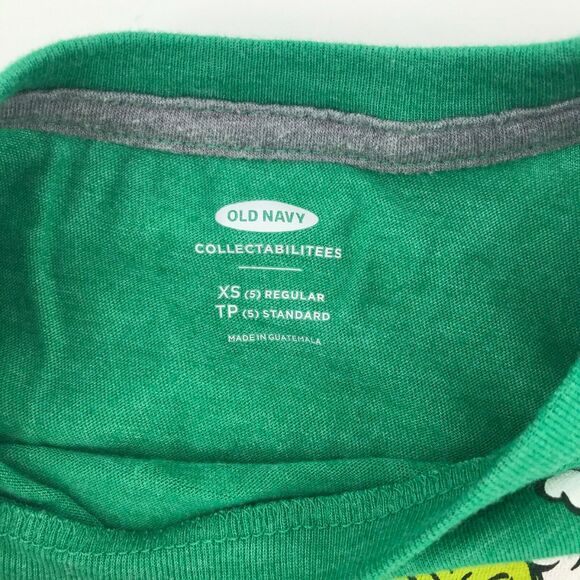 OLD NAVY
COLLECTABILITEES
XS (5) REGULAR
TP (5) STANDARD
MADE IN GUATEMALA